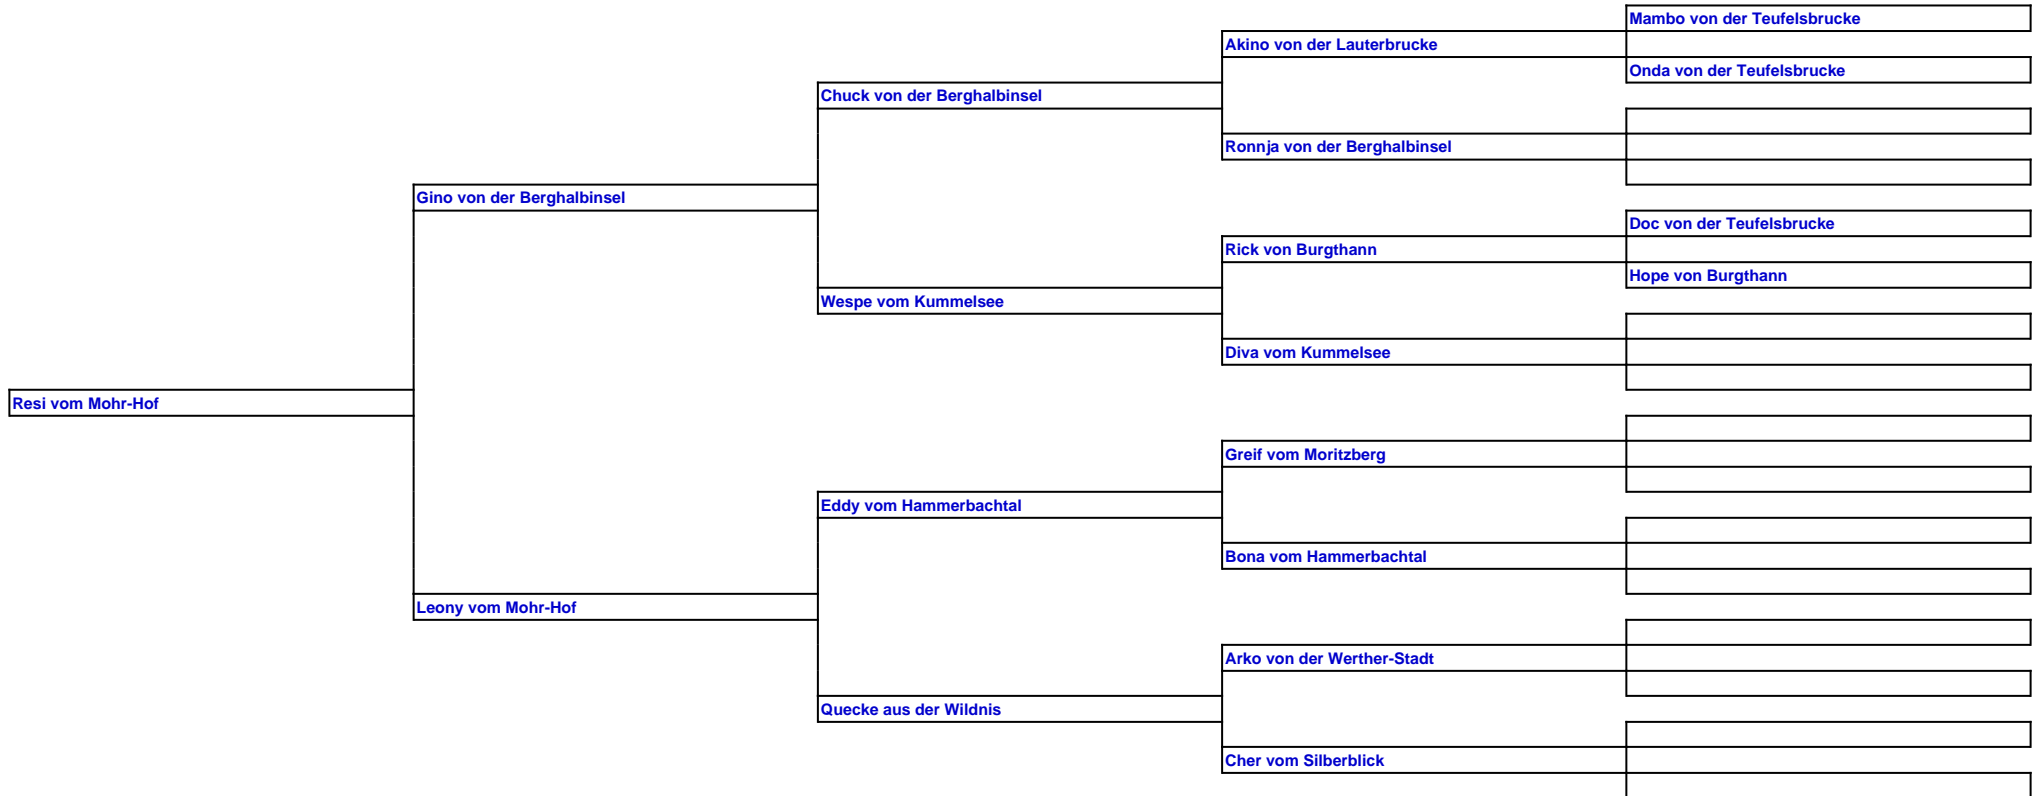 Mambo von der Teufelsbrucke
Akino von der Lauterbrucke
Onda von der Teufelsbrucke
Chuck von der Berghalbinsel
Ronnja von der Berghalbinsel
Gino von der Berghalbinsel
Doc von der Teufelsbrucke
Rick von Burgthann
Hope von Burgthann
Wespe vom Kummelsee
Diva vom Kummelsee
Resi vom Mohr-Hof
Greif vom Moritzberg
Eddy vom Hammerbachtal
Bona vom Hammerbachtal
Leony vom Mohr-Hof
Arko von der Werther-Stadt
Quecke aus der Wildnis
Cher vom Silberblick